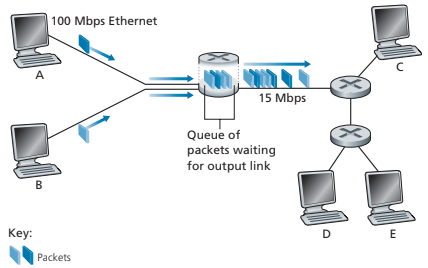 100 Mbps Ethernet
A
C
15 Mbps
Queue of
packets waiting
for output link
B
D
E
Key:
Packets